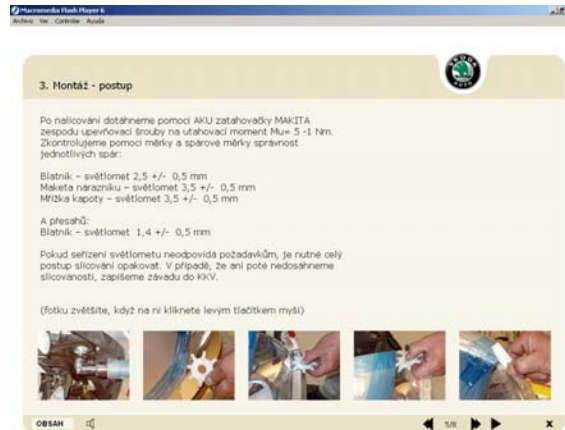 Macromedia Flash Player 6
Archivo Ver Controlar Ayuda
ŠKODA
AUTO
3. Montáž - postup
Po nalícování dotáhneme pomocí AKU zatahovačky MAKITA
zespodu upevňovací šrouby na utahovací moment Mu= 5 -1 Nm.
Zkontrolujeme pomocí měrky a spárové měrky správnost
jednotlivých spár:
Blatník – světlomet 2,5 +/- 0,5 mm
Maketa nárazníku – světlomet 3,5 +/- 0,5 mm
Mřížka kapoty – světlomet 3,5 +/- 0,5 mm
A přesahů:
Blatník – světlomet 1,4 +/- 0,5 mm
Pokud seřízení světlometu neodpovídá požadavkům, je nutné celý
postup slícování opakovat. V případě, že ani poté nedosáhneme
slícovanosti, zapíšeme závadu do KKV.
(fotku zvětšíte, když na ni kliknete levým tlačítkem myši)
OBSAH
5/8
x